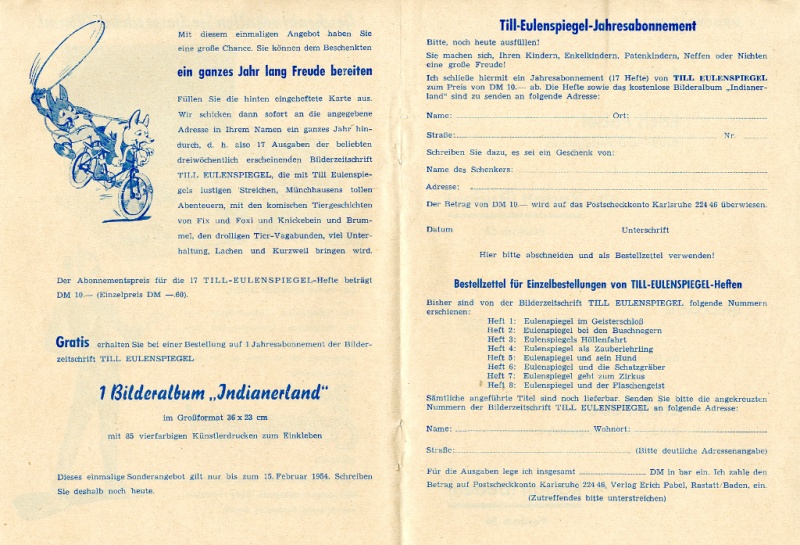 Mit diesem einmaligen Angebot haben Sie
eine große Chance. Sie können dem Beschenkten
ein ganzes Jahr lang Freude bereiten
Füllen Sie die hinten eingeheftete Karte aus.
Wir schicken dann sofort an die angegebene
Adresse in Ihrem Namen ein ganzes Jahr hin-
durch, d. h. also 17 Ausgaben der beliebten
dreiwöchentlich erscheinenden Bilderzeitschrift
TILL EULENSPIEGEL, die mit Till Eulenspie-
gels lustigen Streichen, Münchhausens tollen
Abenteuern, mit den komischen Tiergeschichten
von Fix und Foxi und Knickebein und Brum-
mel, den drolligen Tier-Vagabunden, viel Unter-
haltung, Lachen und Kurzweil bringen wird.
Der Abonnementspreis für die 17 TILL-EULENSPIEGEL-Hefte beträgt
DM 10.— (Einzelpreis DM —.60).
Gratis erhalten Sie bei einer Bestellung auf 1 Jahresabonnement der Bilder-
zeitschrift TILL EULENSPIEGEL
1 Bilderalbum „Indianerland"
im Großformat 36 x 23 cm
mit 85 vierfarbigen Künstlerdrucken zum Einkleben
Dieses einmalige Sonderangebot gilt nur bis zum 15. Februar 1954. Schreiben
Sie deshalb noch heute.
Till-Eulenspiegel-Jahresabonnement
Bitte, noch heute ausfüllen!
Sie machen sich, Ihren Kindern, Enkelkindern, Patenkindern, Neffen oder Nichten
eine große Freude!
Ich schließe hiermit ein Jahresabonnement (17 Hefte) von TILL EULENSPIEGEL
zum Preis von DM 10.— ab. Die Hefte sowie das kostenlose Bilderalbum „Indianer-
land" sind zu senden an folgende Adresse:
Name: Ort:
Straße: Nr.
Schreiben Sie dazu, es sei ein Geschenk von:
Name des Schenkers:
Adresse:
Der Betrag von DM 10.— wird auf das Postscheckkonto Karlsruhe 224 46 überwiesen.
Datum Unterschrift
Hier bitte abschneiden und als Bestellzettel verwenden!
Bestellzettel für Einzelbestellungen von TILL-EULENSPIEGEL-Heften
Bisher sind von der Bilderzeitschrift TILL EULENSPIEGEL folgende Nummern
erschienen:
Heft 1: Eulenspiegel im Geisterschloß
Heft 2: Eulenspiegel bei den Buschnegern
Heft 3: Eulenspiegels Höllenfahrt
Heft 4: Eulenspiegel als Zauberlehrling
Heft 5: Eulenspiegel und sein Hund
Heft 6: Eulenspiegel und die Schatzgräber
Heft 7: Eulenspiegel geht zum Zirkus
Heft 8: Eulenspiegel und der Flaschengeist
Sämtliche angeführte Titel sind noch lieferbar. Senden Sie bitte die angekreuzten
Nummern der Bilderzeitschrift TILL EULENSPIEGEL an folgende Adresse:
Name: Wohnort:
Straße: (Bitte deutliche Adressenangabe)
Für die Ausgaben lege ich insgesamt DM in bar ein. Ich zahle den
Betrag auf Postscheckkonto Karlsruhe 224 46, Verlag Erich Pabel, Rastatt/Baden, ein.
(Zutreffendes bitte unterstreichen)